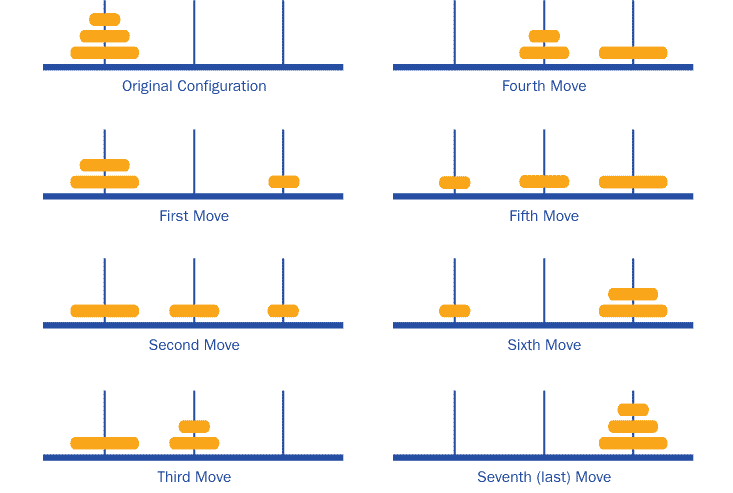 Original Configuration
First Move
Second Move
Third Move
Fourth Move
Fifth Move
Sixth Move
Seventh (last) Move